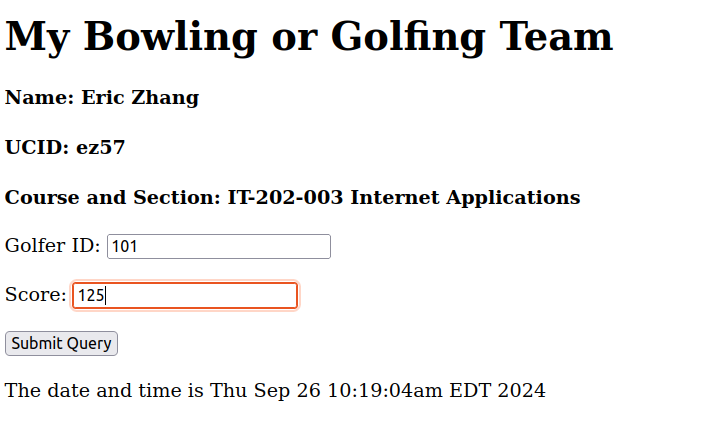 My Bowling or Golfing Team
Name: Eric Zhang
UCID: ez57
Course and Section: IT-202-003 Internet Applications
Golfer ID: 101
Score: 125
Submit Query
The date and time is Thu Sep 26 10:19:04am EDT 2024